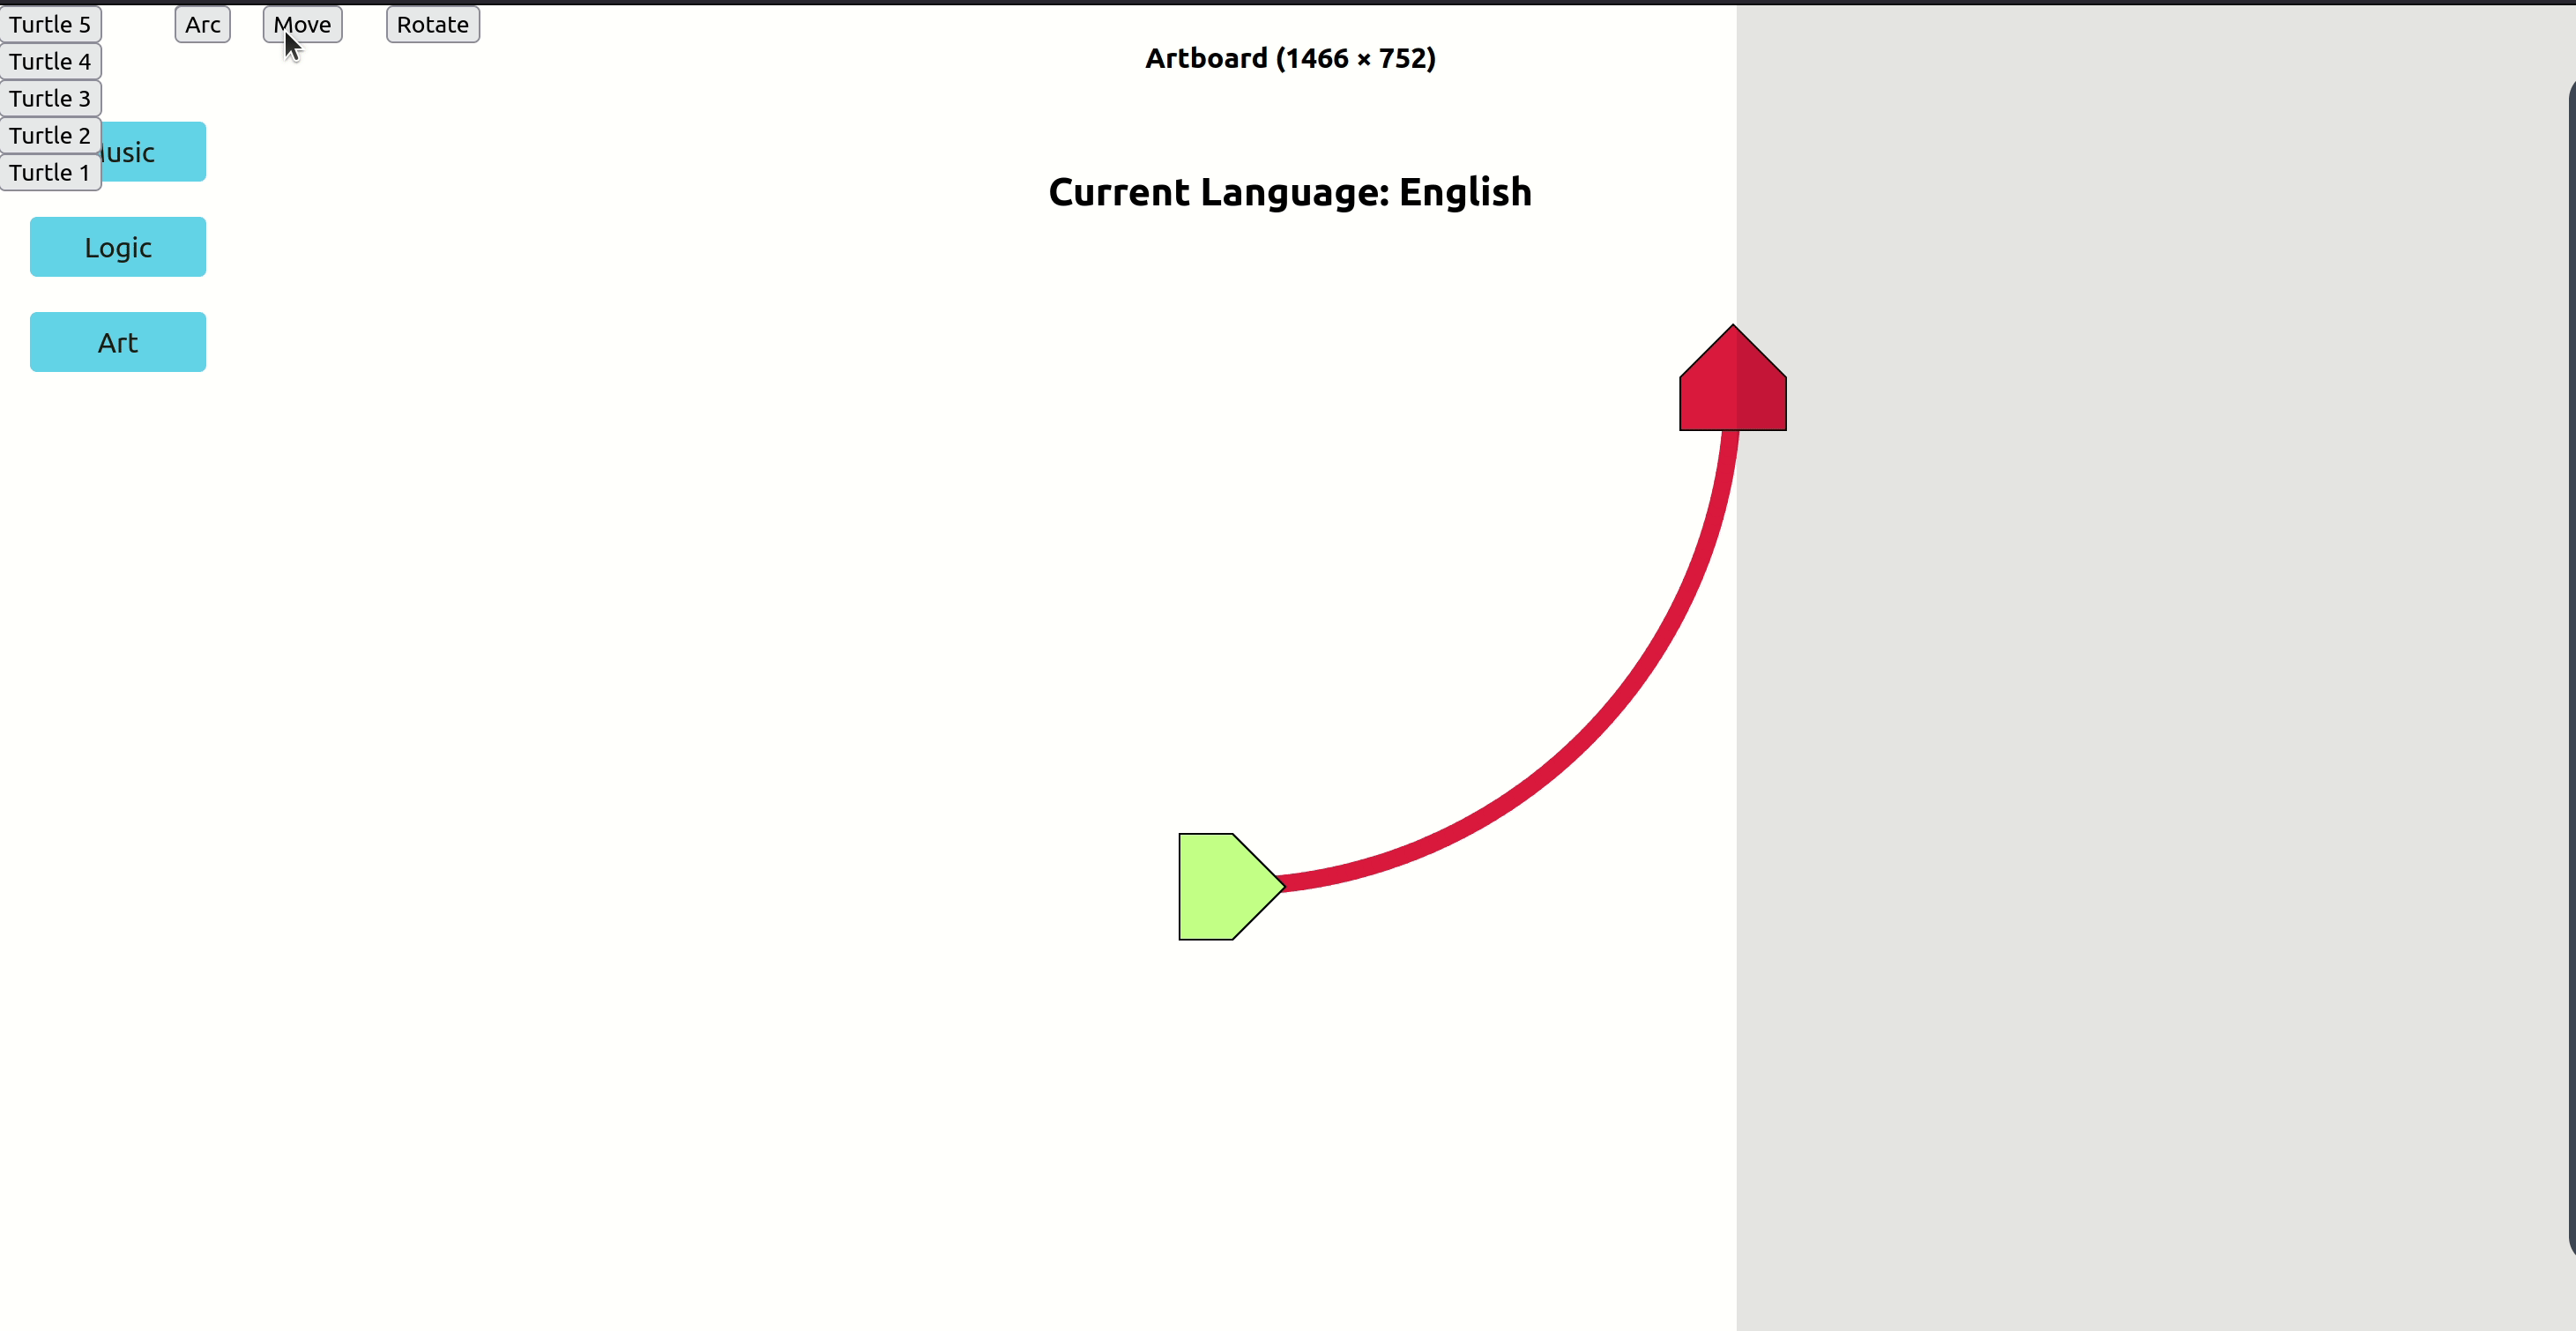 Turtle 5
Arc
Move
Rotate
Turtle 4
Artboard (1466 × 752)
Turtle 3
Turtle 2
usic
Turtle 1
Current Language: English
Logic
Art